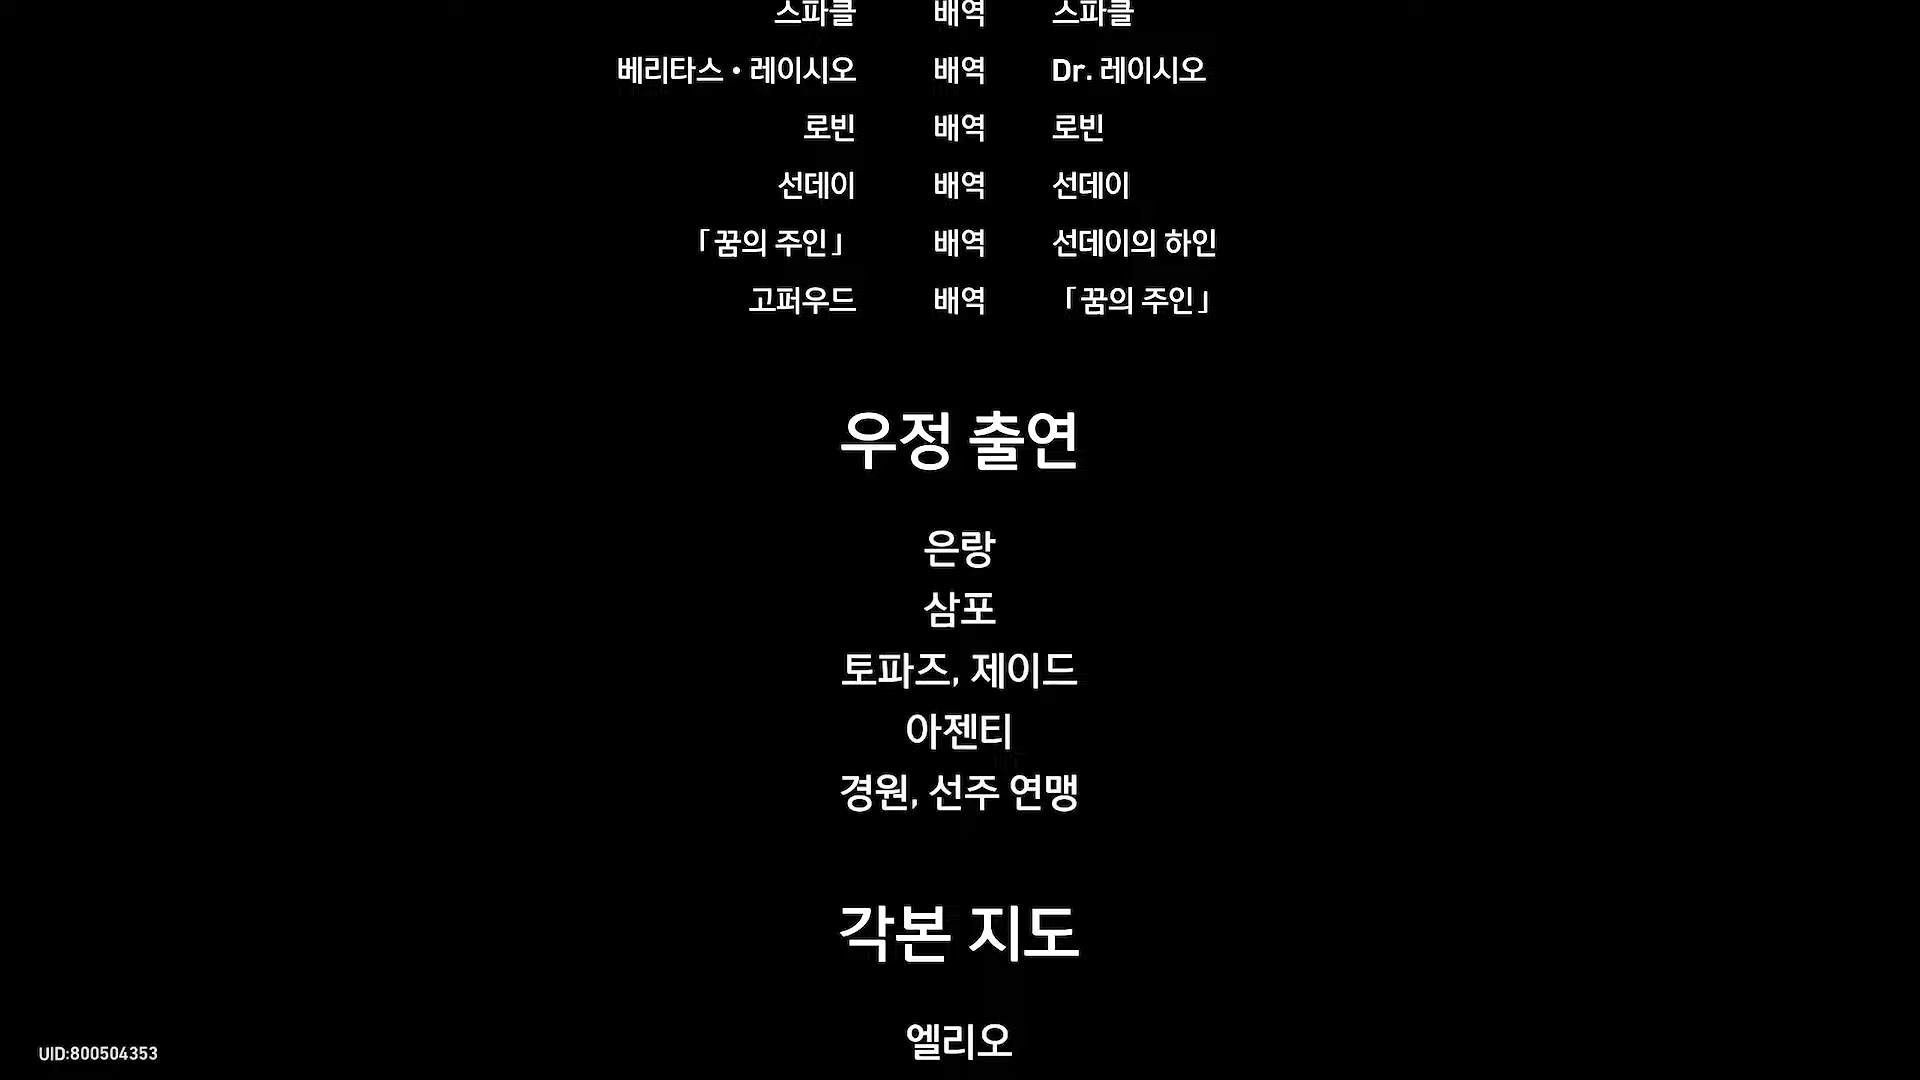 스파클 배역 스파클
베리타스•레이시오 배역 Dr. 레이시오
로빈 배역 로빈
선데이 배역 선데이
「꿈의 주인」 배역 선데이의 하인
고퍼우드 배역 「꿈의 주인」
우정 출연
은랑
삼포
토파즈, 제이드
아젠티
경원, 선주 연맹
각본 지도
엘리오
UID:800504353